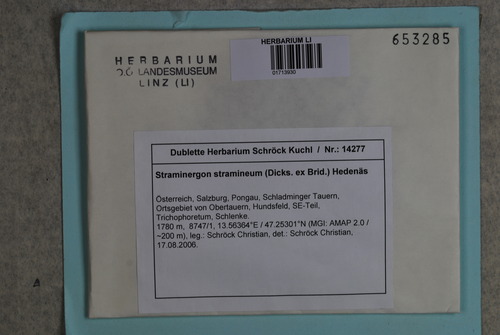 HERBARIUM
O.Ö. LANDESMUSEUM
LINZ (LI)
HERBARIUM LI
01713930
653285
Dublette Herbarium Schröck Kuchl / Nr.: 14277
Straminergon stramineum (Dicks. ex Brid.) Hedenäs
Österreich, Salzburg, Pongau, Schladminger Tauern,
Ortsgebiet von Obertauern, Hundsfeld, SE-Teil,
Trichophoretum, Schlenke.
1780 m, 8747/1, 13.56364°E / 47.25301°N (MGI: AMAP 2.0 /
~200 m), leg.: Schröck Christian, det.: Schröck Christian,
17.08.2006.